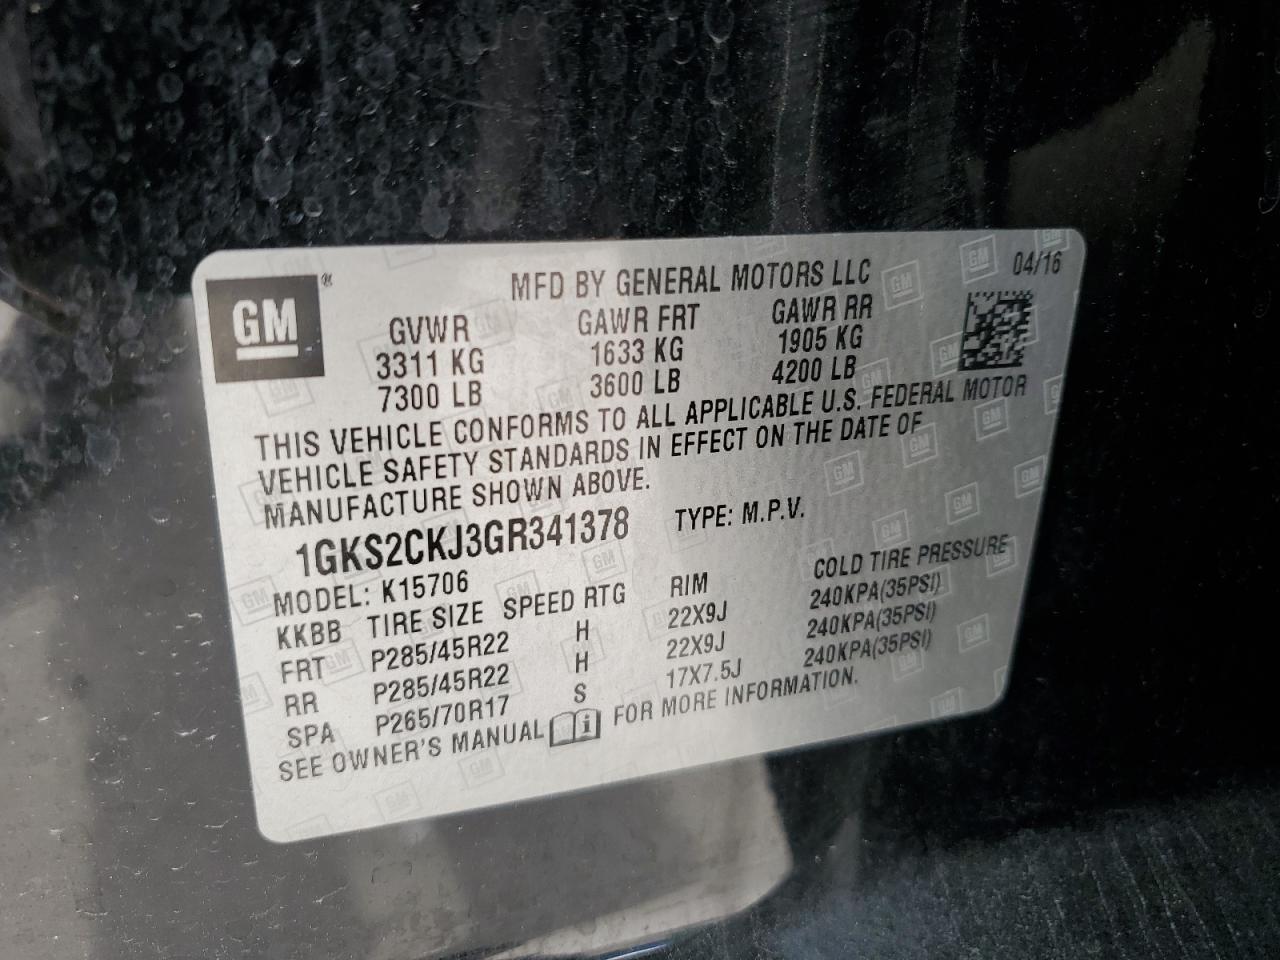 GM ®
MFD BY GENERAL MOTORS LLC 04/16
GVWR GAWR FRT GAWR RR
3311 KG 1633 KG 1905 KG
7300 LB 3600 LB 4200 LB
THIS VEHICLE CONFORMS TO ALL APPLICABLE U.S. FEDERAL MOTOR
VEHICLE SAFETY STANDARDS IN EFFECT ON THE DATE OF
MANUFACTURE SHOWN ABOVE.
1GKS2CKJ3GR341378 TYPE: M.P.V.
MODEL: K15706
KKBB TIRE SIZE SPEED RTG RIM COLD TIRE PRESSURE
FRT P285/45R22 H 22X9J 240KPA(35PSI)
RR P285/45R22 H 22X9J 240KPA(35PSI)
SPA P265/70R17 S 17X7.5J 240KPA(35PSI)
SEE OWNER'S MANUAL i FOR MORE INFORMATION.